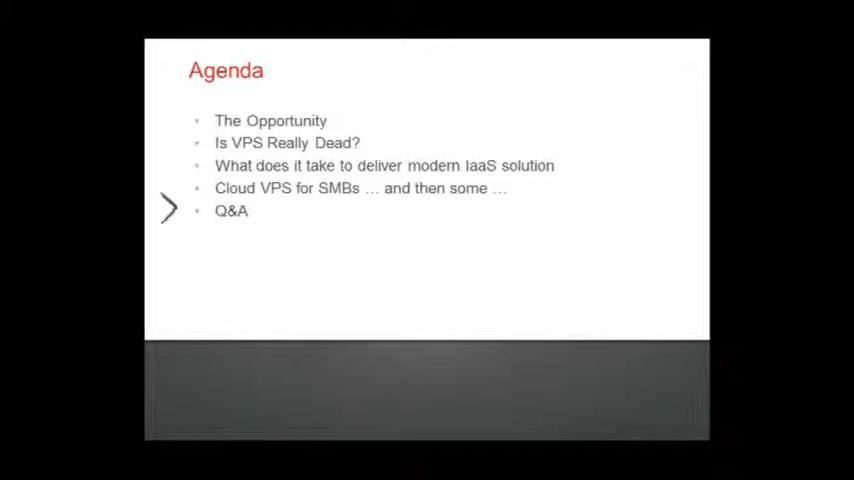 Agenda
The Opportunity
Is VPS Really Dead?
What does it take to deliver modern IaaS solution
Cloud VPS for SMBs … and then some …
Q&A